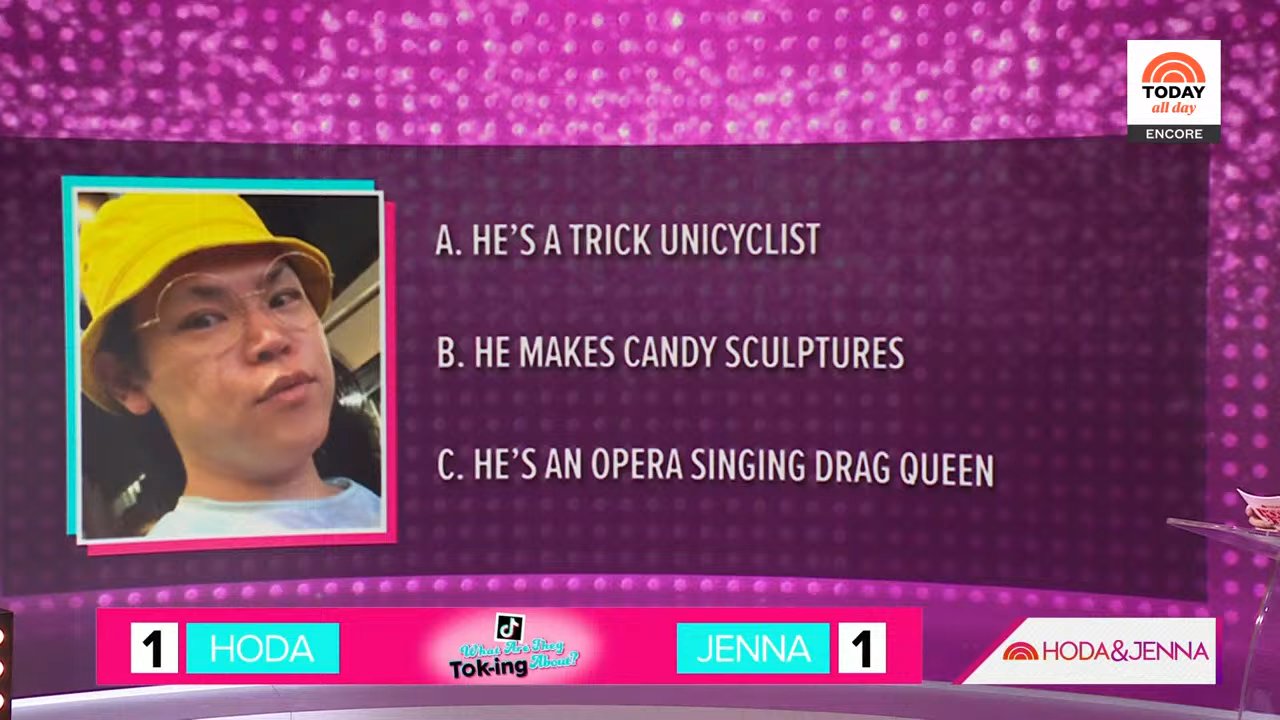 TODAY
all day
ENCORE
A. HE'S A TRICK UNICYCLIST
B. HE MAKES CANDY SCULPTURES
C. HE'S AN OPERA SINGING DRAG QUEEN
1 HODA
What Are They
Tok-ing About?
JENNA 1
HODA&JENNA